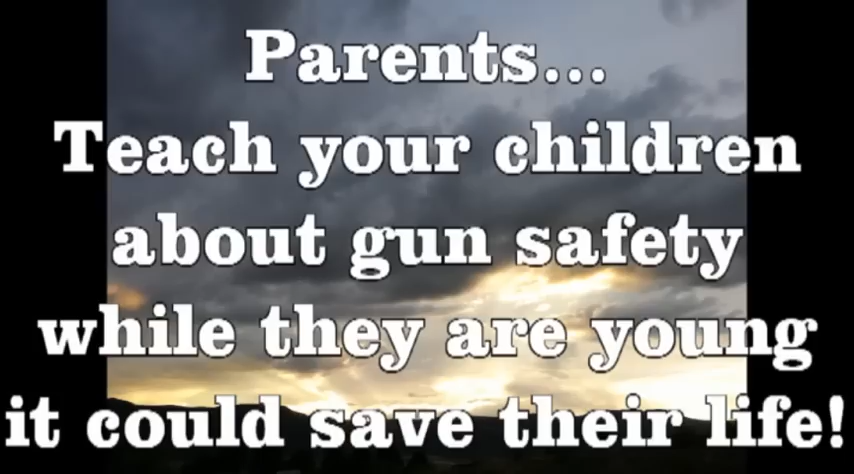 Parents...
Teach your children
about gun safety
while they are young
it could save their life!